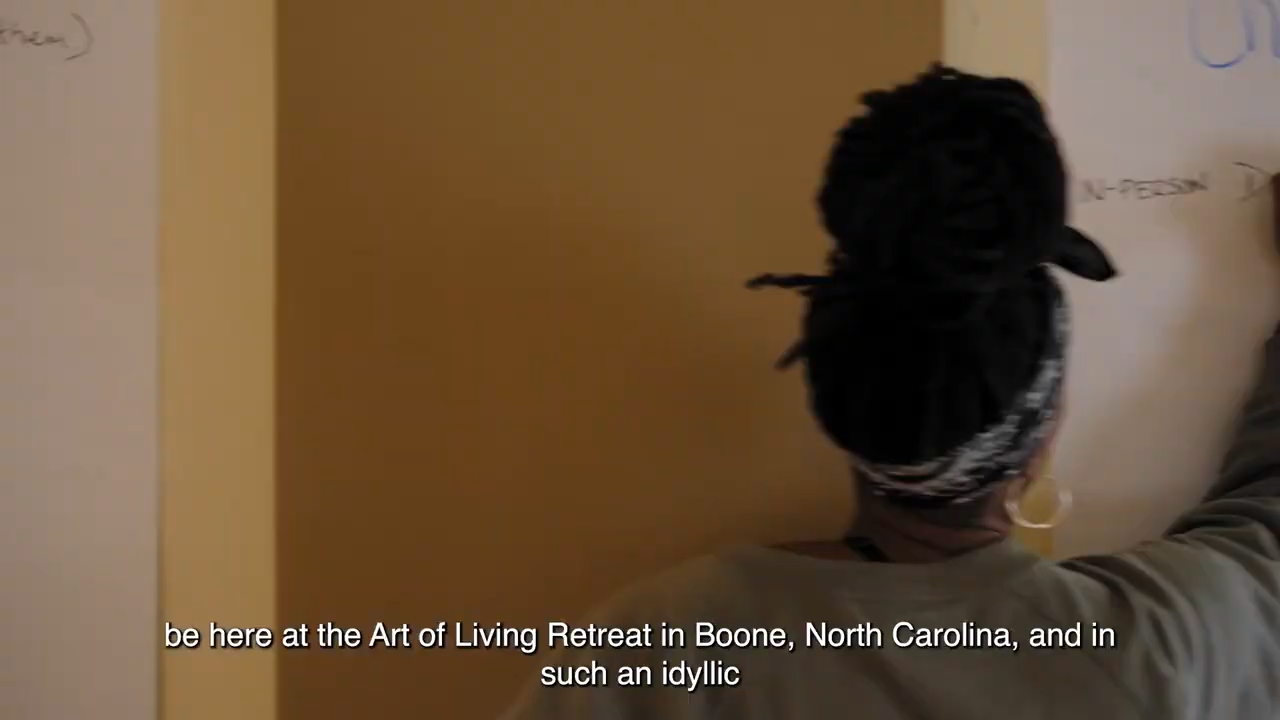 them)
IN-PERSON
be here at the Art of Living Retreat in Boone, North Carolina, and in
such an idyllic